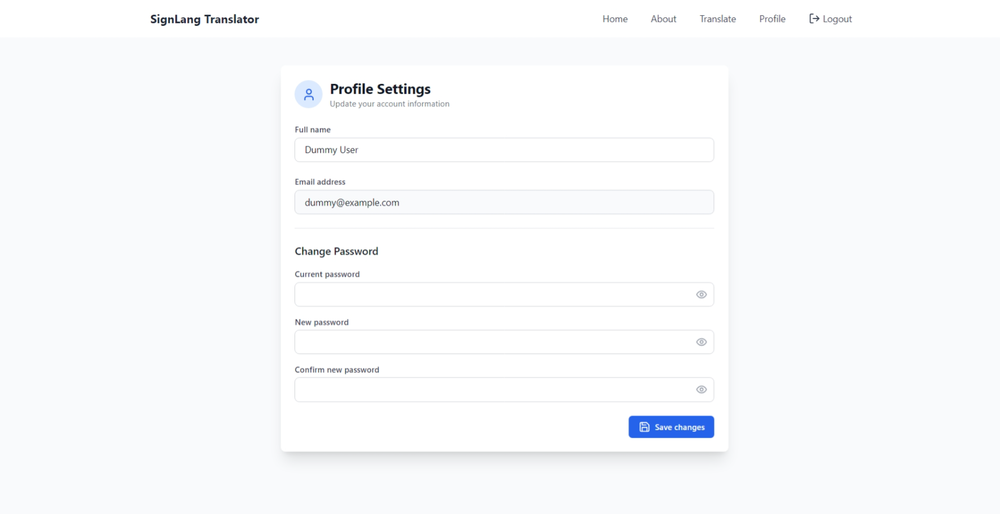 SignLang Translator
Home About Translate Profile Logout
Profile Settings
Update your account information
Full name
Dummy User
Email address
dummy@example.com
Change Password
Current password
New password
Confirm new password
Save changes